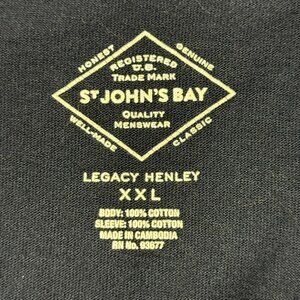 HONEST
GENUINE
REGISTERED
U.S.
TRADE MARK
ST JOHN'S BAY
QUALITY
MENSWEAR
WELL-MADE
CLASSIC
LEGACY HENLEY
XXL
BODY: 100% COTTON
SLEEVE: 100% COTTON
MADE IN CAMBODIA
RN No. 93677